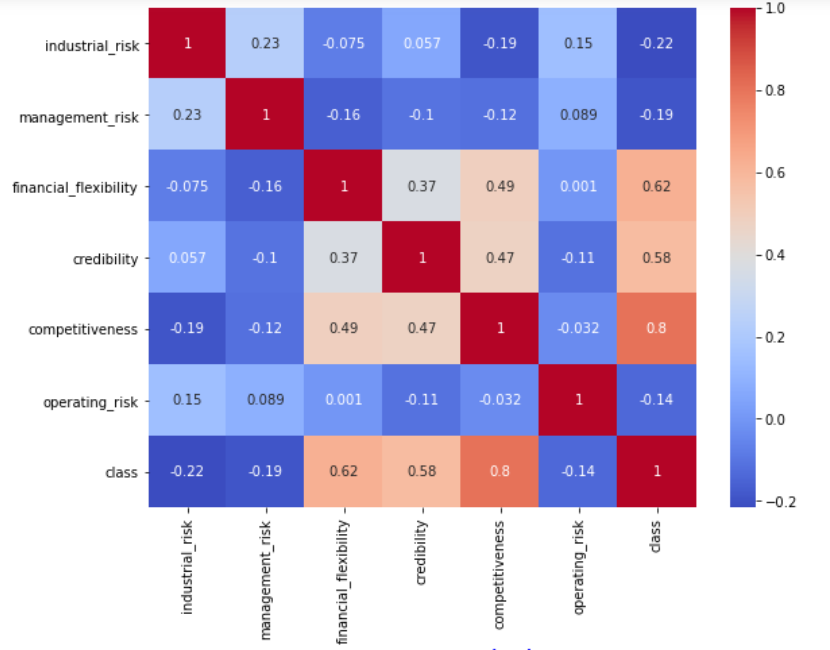 industrial_risk 1 0.23 -0.075 0.057 -0.19 0.15 -0.22
management_risk 0.23 1 -0.16 -0.1 -0.12 0.089 -0.19
financial_flexibility -0.075 -0.16 1 0.37 0.49 0.001 0.62
credibility 0.057 -0.1 0.37 1 0.47 -0.11 0.58
competitiveness -0.19 -0.12 0.49 0.47 1 -0.032 0.8
operating_risk 0.15 0.089 0.001 -0.11 -0.032 1 -0.14
class -0.22 -0.19 0.62 0.58 0.8 -0.14 1
industrial_risk
management_risk
financial_flexibility
credibility
competitiveness
operating_risk
class
1.0
0.8
0.6
0.4
0.2
0.0
−0.2